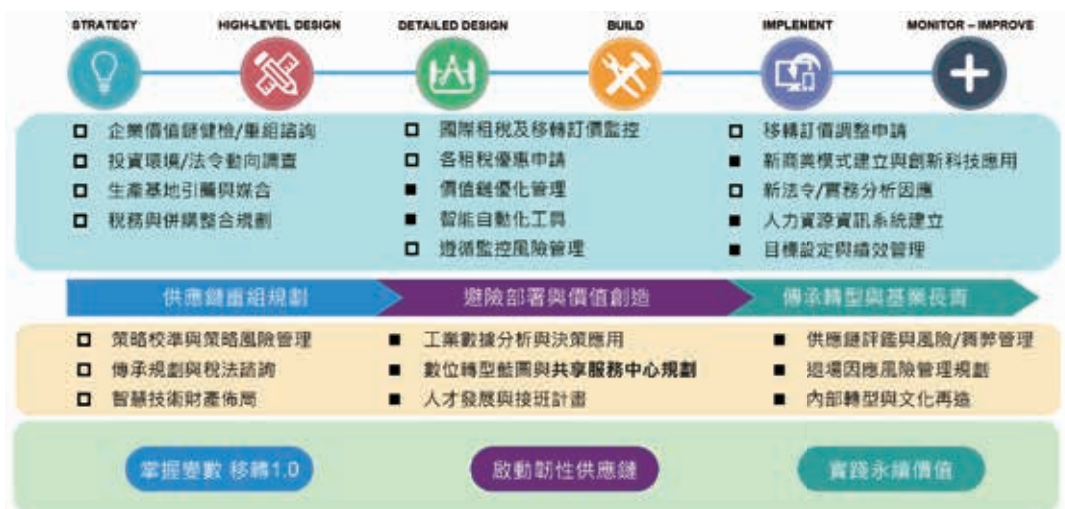 STRATEGY
HIGH-LEVEL DESIGN
DETAILED DESIGN
BUILD
IMPLENENT
MONITOR – IMPROVE
企業價值鏈健檢/重組諮詢
投資環境/法令動向調查
生產基地引薦與媒合
稅務與併購整合規劃
國際租稅及移轉訂價監控
各租稅優惠申請
價值鏈優化管理
智能自動化工具
遵循監控風險管理
移轉訂價調整申請
新商業模式建立與創新科技應用
新法令/實務分析因應
人力資源資訊系統建立
目標設定與績效管理
供應鏈重組規劃
避險部署與價值創造
傳承轉型與基業長青
策略校準與策略風險管理
傳承規劃與稅法諮詢
智慧技術財產佈局
工業數據分析與決策應用
數位轉型藍圖與共享服務中心規劃
人才發展與接班計畫
供應鏈評鑑與風險/舞弊管理
退場因應風險管理規劃
內部轉型與文化再造
掌握變數 移轉1.0
啟動韌性供應鏈
實踐永續價值